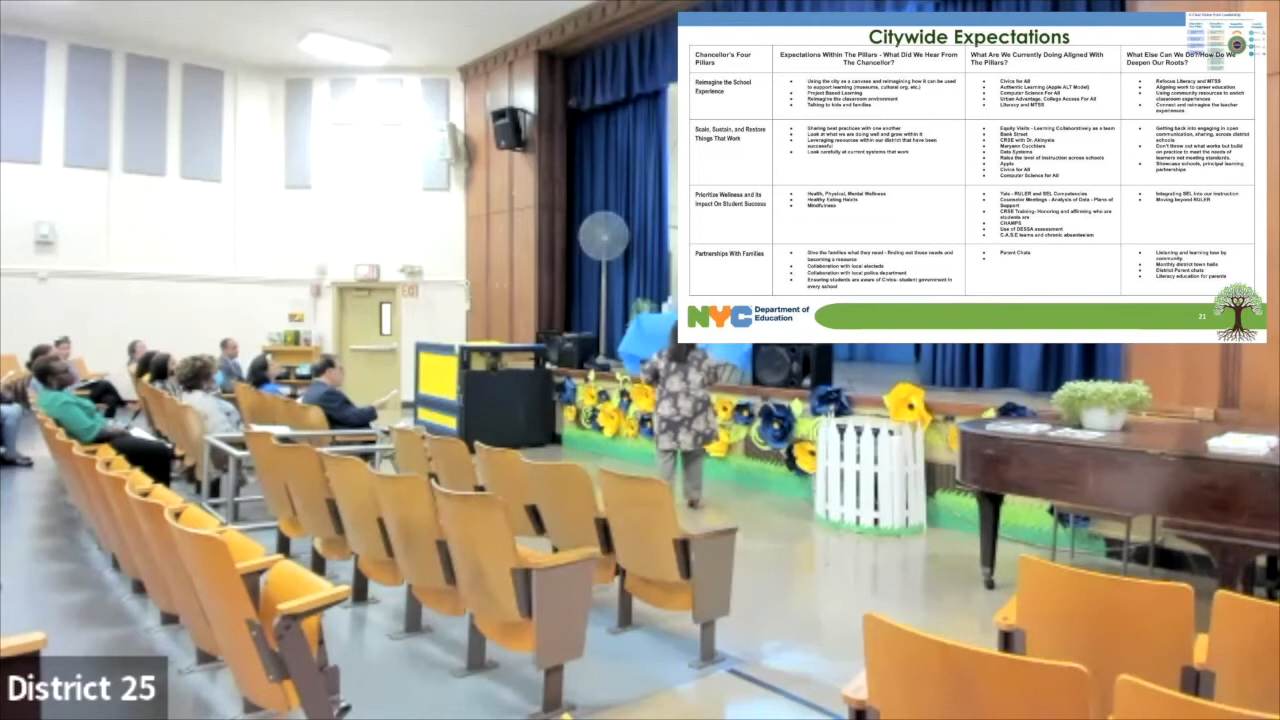 Citywide Expectations
Chancellor's Four
Pillars
Expectations Within The Pillars - What Did We Hear From
The Chancellor?
What Are We Currently Doing Aligned With
The Pillars?
What Else Can We Do?/How Do We
Deepen Our Roots?
Reimagine the School
Experience
Using the city as a canvas and reimagining how it can be used
to support learning (museums, cultural org. etc.)
Project Based Learning
Reimagine the classroom environment
Talking to kids and families
Civics for All
Authentic Learning (Apple ALT Model)
Computer Science For All
Urban Advantage, College Access For All
Literacy and MTSS
Refocus Literacy and MTSS
Aligning work to career education
Using community resources to enrich
classroom experiences
Connect and reimagine the teacher
experiences
Scale, Sustain, and Restore
Things That Work
Sharing best practices with one another
Look at what we are doing well and grow within it
Leveraging resources within our district that have been
successful
Look carefully at current systems that work
Equity Visits - Learning Collaboratively as a team
Bank Street
CRSE with Dr. Akinyela
Maryann Cucchiara
Data Systems
Raise the level of instruction across schools
Apple
Civics for All
Computer Science for All
Getting back into engaging in open
communication, sharing, across district
schools
Don't throw out what works but build
on practice to meet the needs of
learners not meeting standards.
Showcase schools, principal learning
partnerships
Prioritize Wellness and Its
Impact On Student Success
Health, Physical, Mental Wellness
Healthy Eating Habits
Mindfulness
Yale - RULER and SEL Competencies
Counselor Meetings - Analysis of Data - Plans of
Support
CRSE Training- Honoring and affirming who are
students are
CHAMPS
Use of DESSA assessment
C.A.S.E teams and chronic absenteeism
Integrating SEL into our instruction
Moving beyond RULER
Partnerships With Families
Give the families what they need - finding out those needs and
becoming a resource
Collaboration with local electeds
Collaboration with local police department
Ensuring students are aware of Civics- student government in
every school
Parent Chats
Listening and learning tour by
community.
Monthly district town halls
District Parent chats
Literacy education for parents
NYC Department of
Education
21
District 25